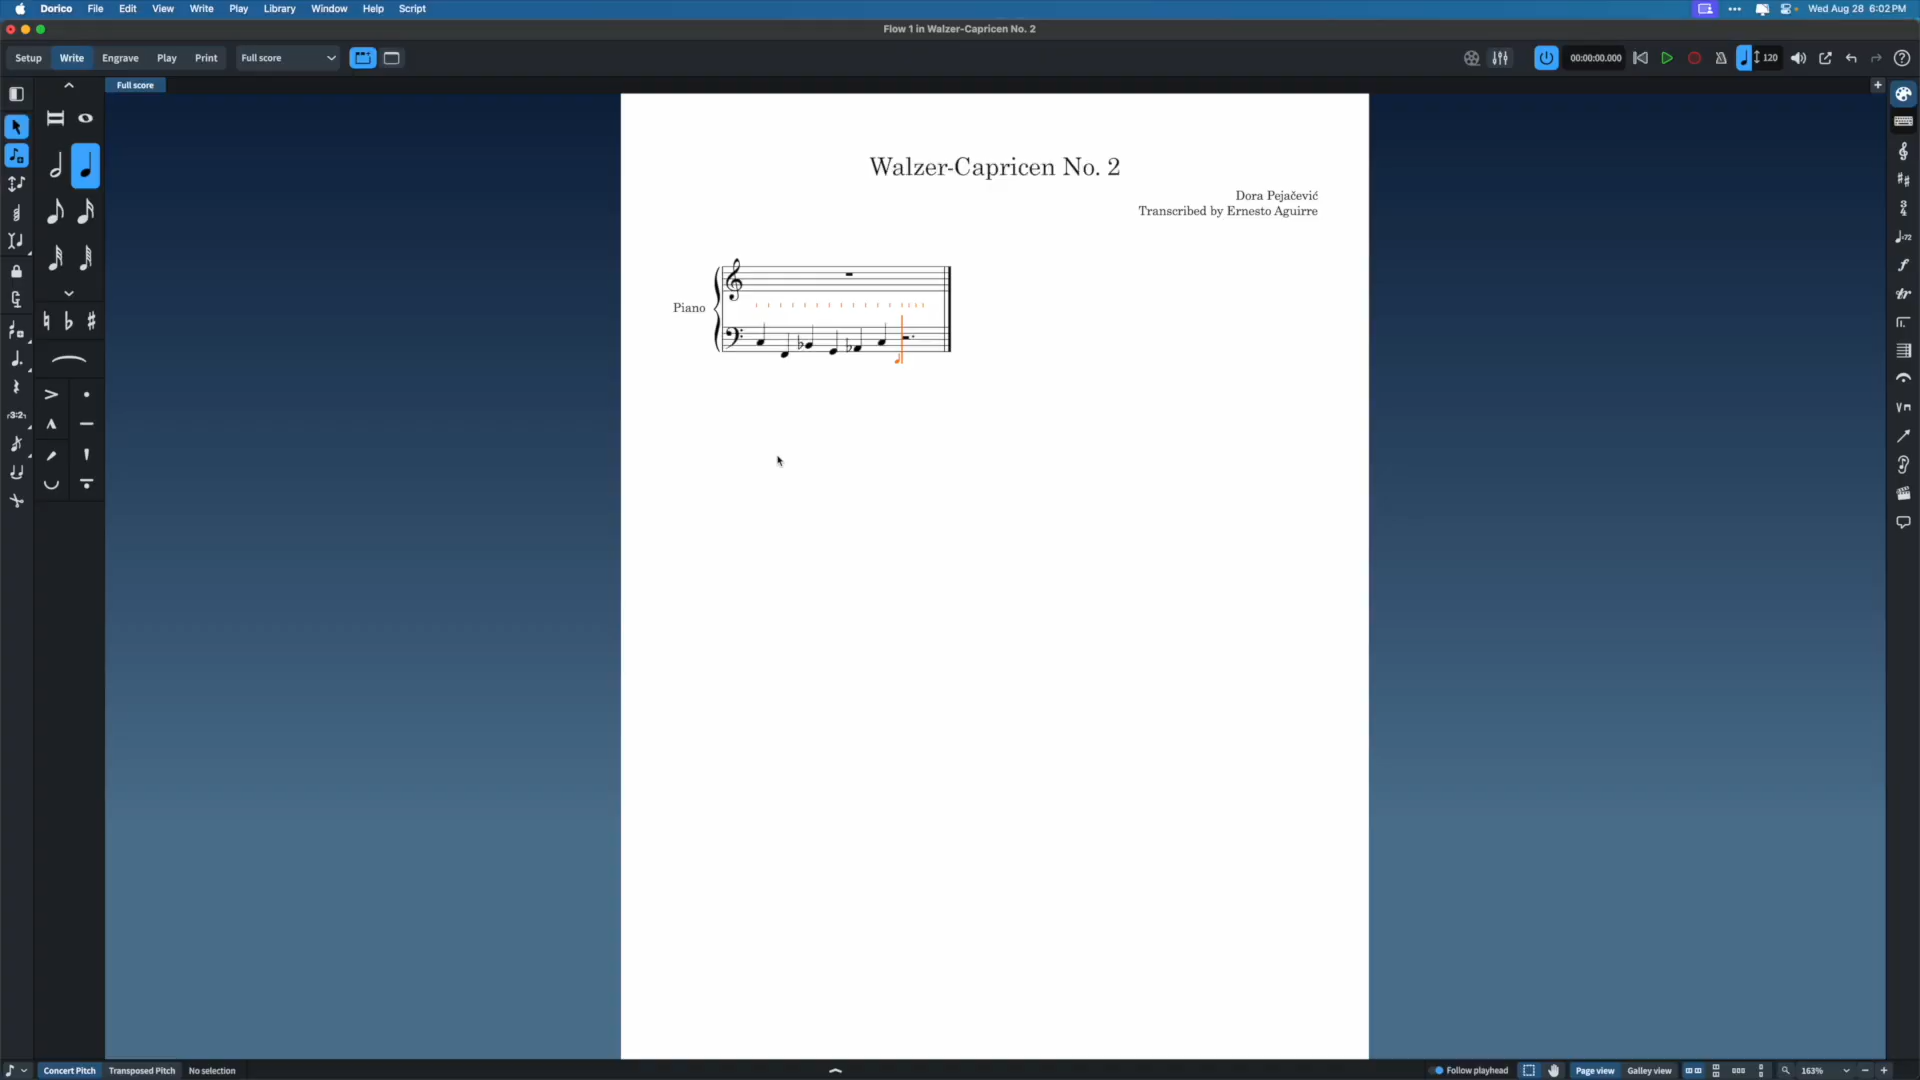 Dorico File Edit View Write Play Library Window Help Script
Wed Aug 28 6:02 PM
Flow 1 in Walzer-Capricen No. 2
Setup Write Engrave Play Print Full score
00:00:00.000
120
Full score
Walzer-Capricen No. 2
Dora Pejačević
Transcribed by Ernesto Aguirre
Piano
3:2
=72
Concert Pitch Transposed Pitch No selection
Follow playhead Page view Galley view 163%